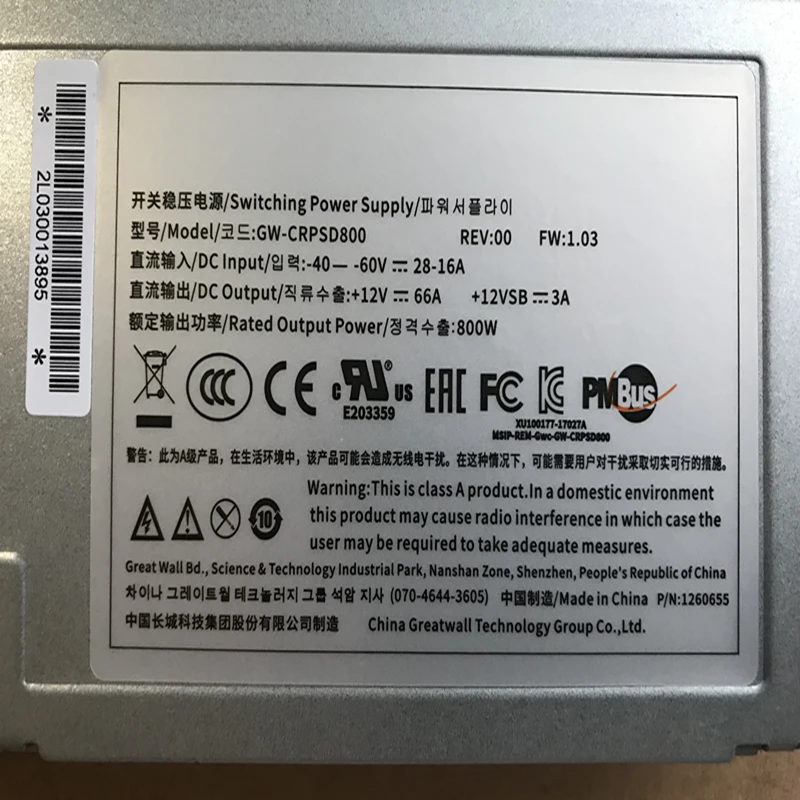 * 2L030013895 *
开关稳压电源/Switching Power Supply/파워서플라이
型号/Model/코드:GW-CRPSD800 REV:00 FW:1.03
直流输入/DC Input/입력:-40— -60V ⎓ 28-16A
直流输出/DC Output/직류수출:+12V ⎓ 66A +12VSB ⎓ 3A
额定输出功率/Rated Output Power/정격수출:800W
CCC CE c RU® US EAC FC KC PMBus
E203359
XU100177-17027A
MSIP-REM-Gwc-GW-CRPSD800
警告：此为A级产品，在生活环境中，该产品可能会造成无线电干扰。在这种情况下，可能需要用户对干扰采取切实可行的措施。
Warning:This is class A product.In a domestic environment
this product may cause radio interference in which case the
user may be required to take adequate measures.
10
Great Wall Bd., Science & Technology Industrial Park, Nanshan Zone, Shenzhen, People's Republic of China
차이나 그레이트월 테크놀러지 그룹 석암 지사 (070-4644-3605) 中国制造/Made in China P/N:1260655
中国长城科技集团股份有限公司制造 China Greatwall Technology Group Co.,Ltd.